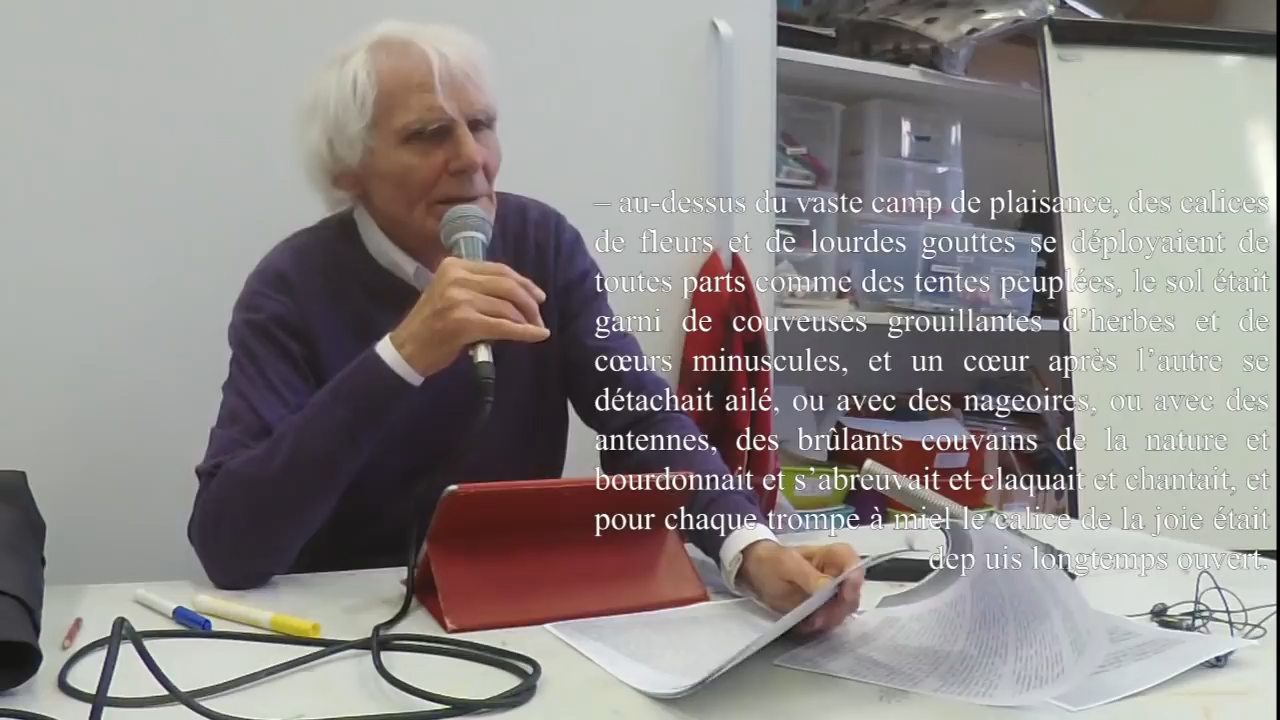 – au-dessus du vaste camp de plaisance, des calices
de fleurs et de lourdes gouttes se déployaient de
toutes parts comme des tentes peuplées, le sol était
garni de couveuses grouillantes d’herbes et de
cœurs minuscules, et un cœur après l’autre se
détachait ailé, ou avec des nageoires, ou avec des
antennes, des brûlants couvains de la nature et
bourdonnait et s’abreuvait et claquait et chantait, et
pour chaque trompe à miel le calice de la joie était
dep uis longtemps ouvert.